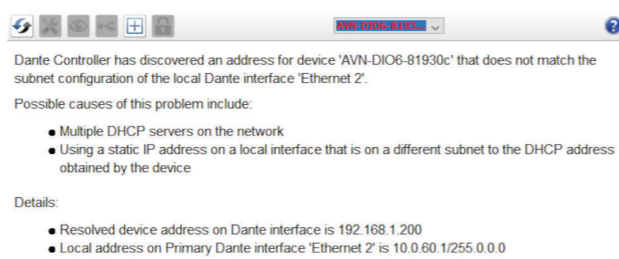 AVN-DIO6-8193...
Dante Controller has discovered an address for device 'AVN-DIO6-81930c' that does not match the
subnet configuration of the local Dante interface 'Ethernet 2'.
Possible causes of this problem include:
● Multiple DHCP servers on the network
● Using a static IP address on a local interface that is on a different subnet to the DHCP address
obtained by the device
Details:
● Resolved device address on Dante interface is 192.168.1.200
● Local address on Primary Dante interface 'Ethernet 2' is 10.0.60.1/255.0.0.0